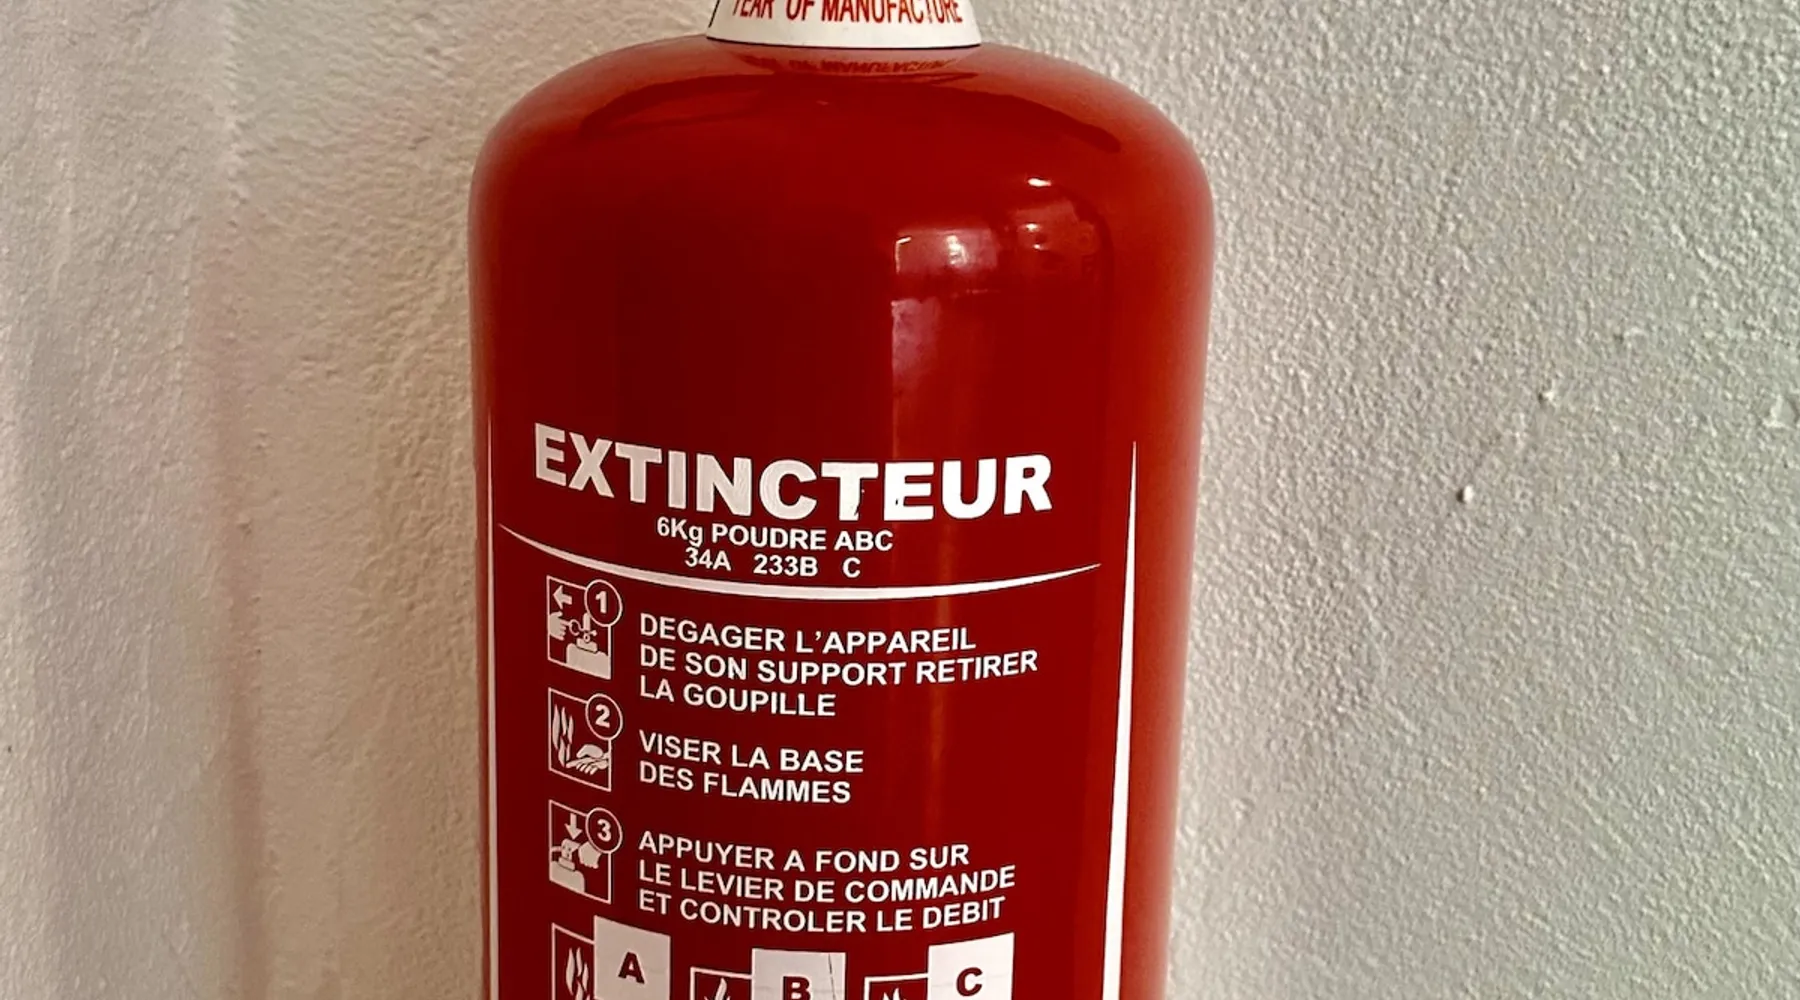 YEAR OF MANUFACTURE
EXTINCTEUR
6Kg POUDRE ABC
34A 233B C
1
DEGAGER L'APPAREIL
DE SON SUPPORT RETIRER
LA GOUPILLE
2
VISER LA BASE
DES FLAMMES
3
APPUYER A FOND SUR
LE LEVIER DE COMMANDE
ET CONTROLER LE DEBIT
A B C